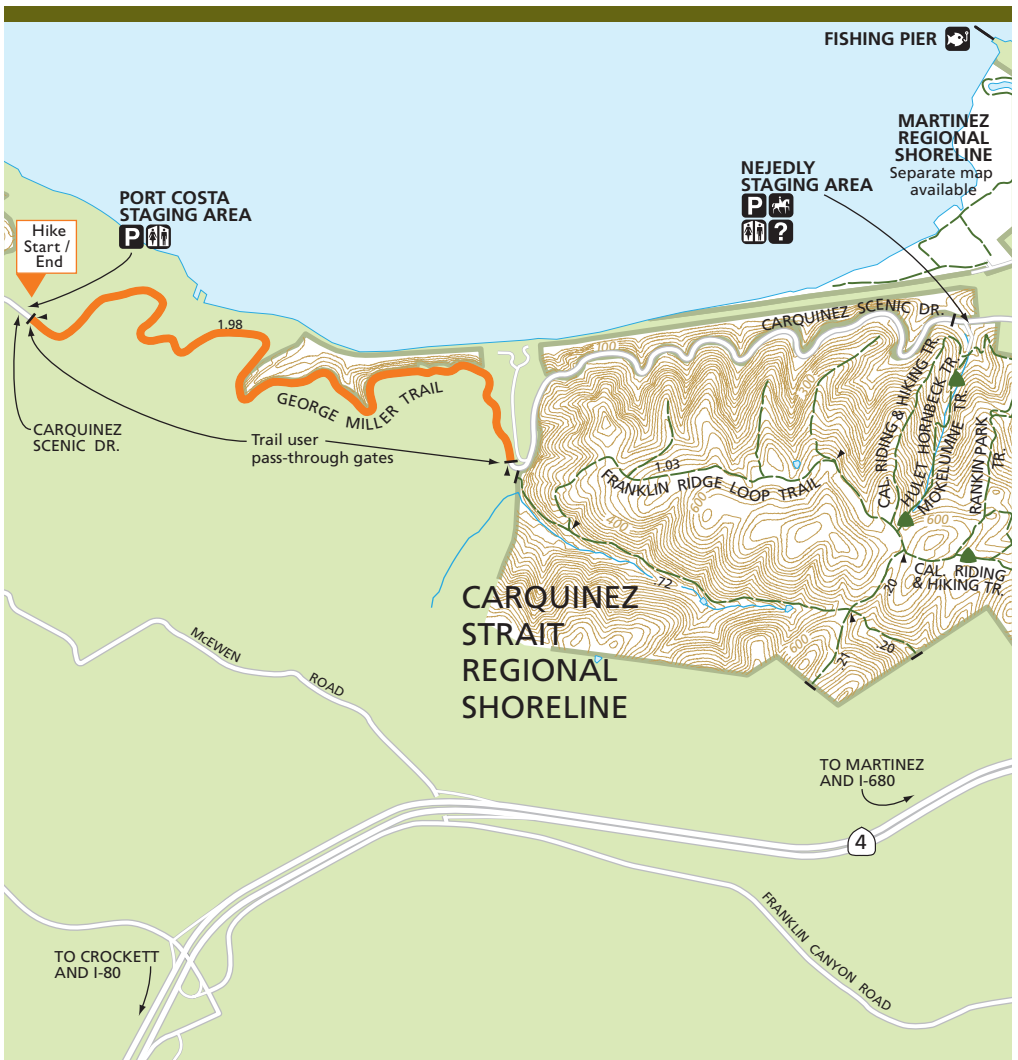 FISHING PIER
MARTINEZ
REGIONAL
SHORELINE
Separate map
available
NEJEDLY
STAGING AREA
P
?
PORT COSTA
STAGING AREA
P
Hike
Start /
End
1.98
CARQUINEZ SCENIC DR.
100
GEORGE MILLER TRAIL
CARQUINEZ
SCENIC DR.
Trail user
pass-through gates
CAL RIDING & HIKING TR.
HULET HORNBECK TR.
MOKELUMNE TR.
RANKIN PARK
TR.
1.03
FRANKLIN RIDGE LOOP TRAIL
400
600
600
.72
CAL. RIDING
& HIKING TR.
.20
.20
.21
600
CARQUINEZ
STRAIT
REGIONAL
SHORELINE
McEWEN
ROAD
TO MARTINEZ
AND I-680
4
FRANKLIN CANYON ROAD
TO CROCKETT
AND I-80